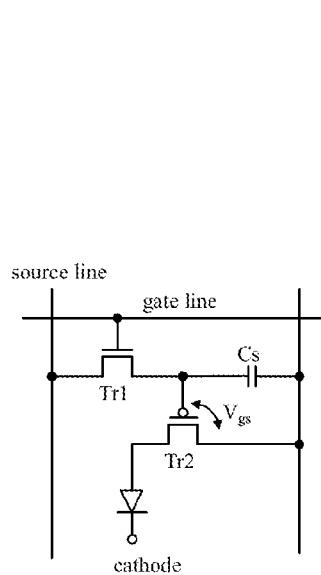 source line
gate line
Cs
Tr1
Vgs
Tr2
cathode